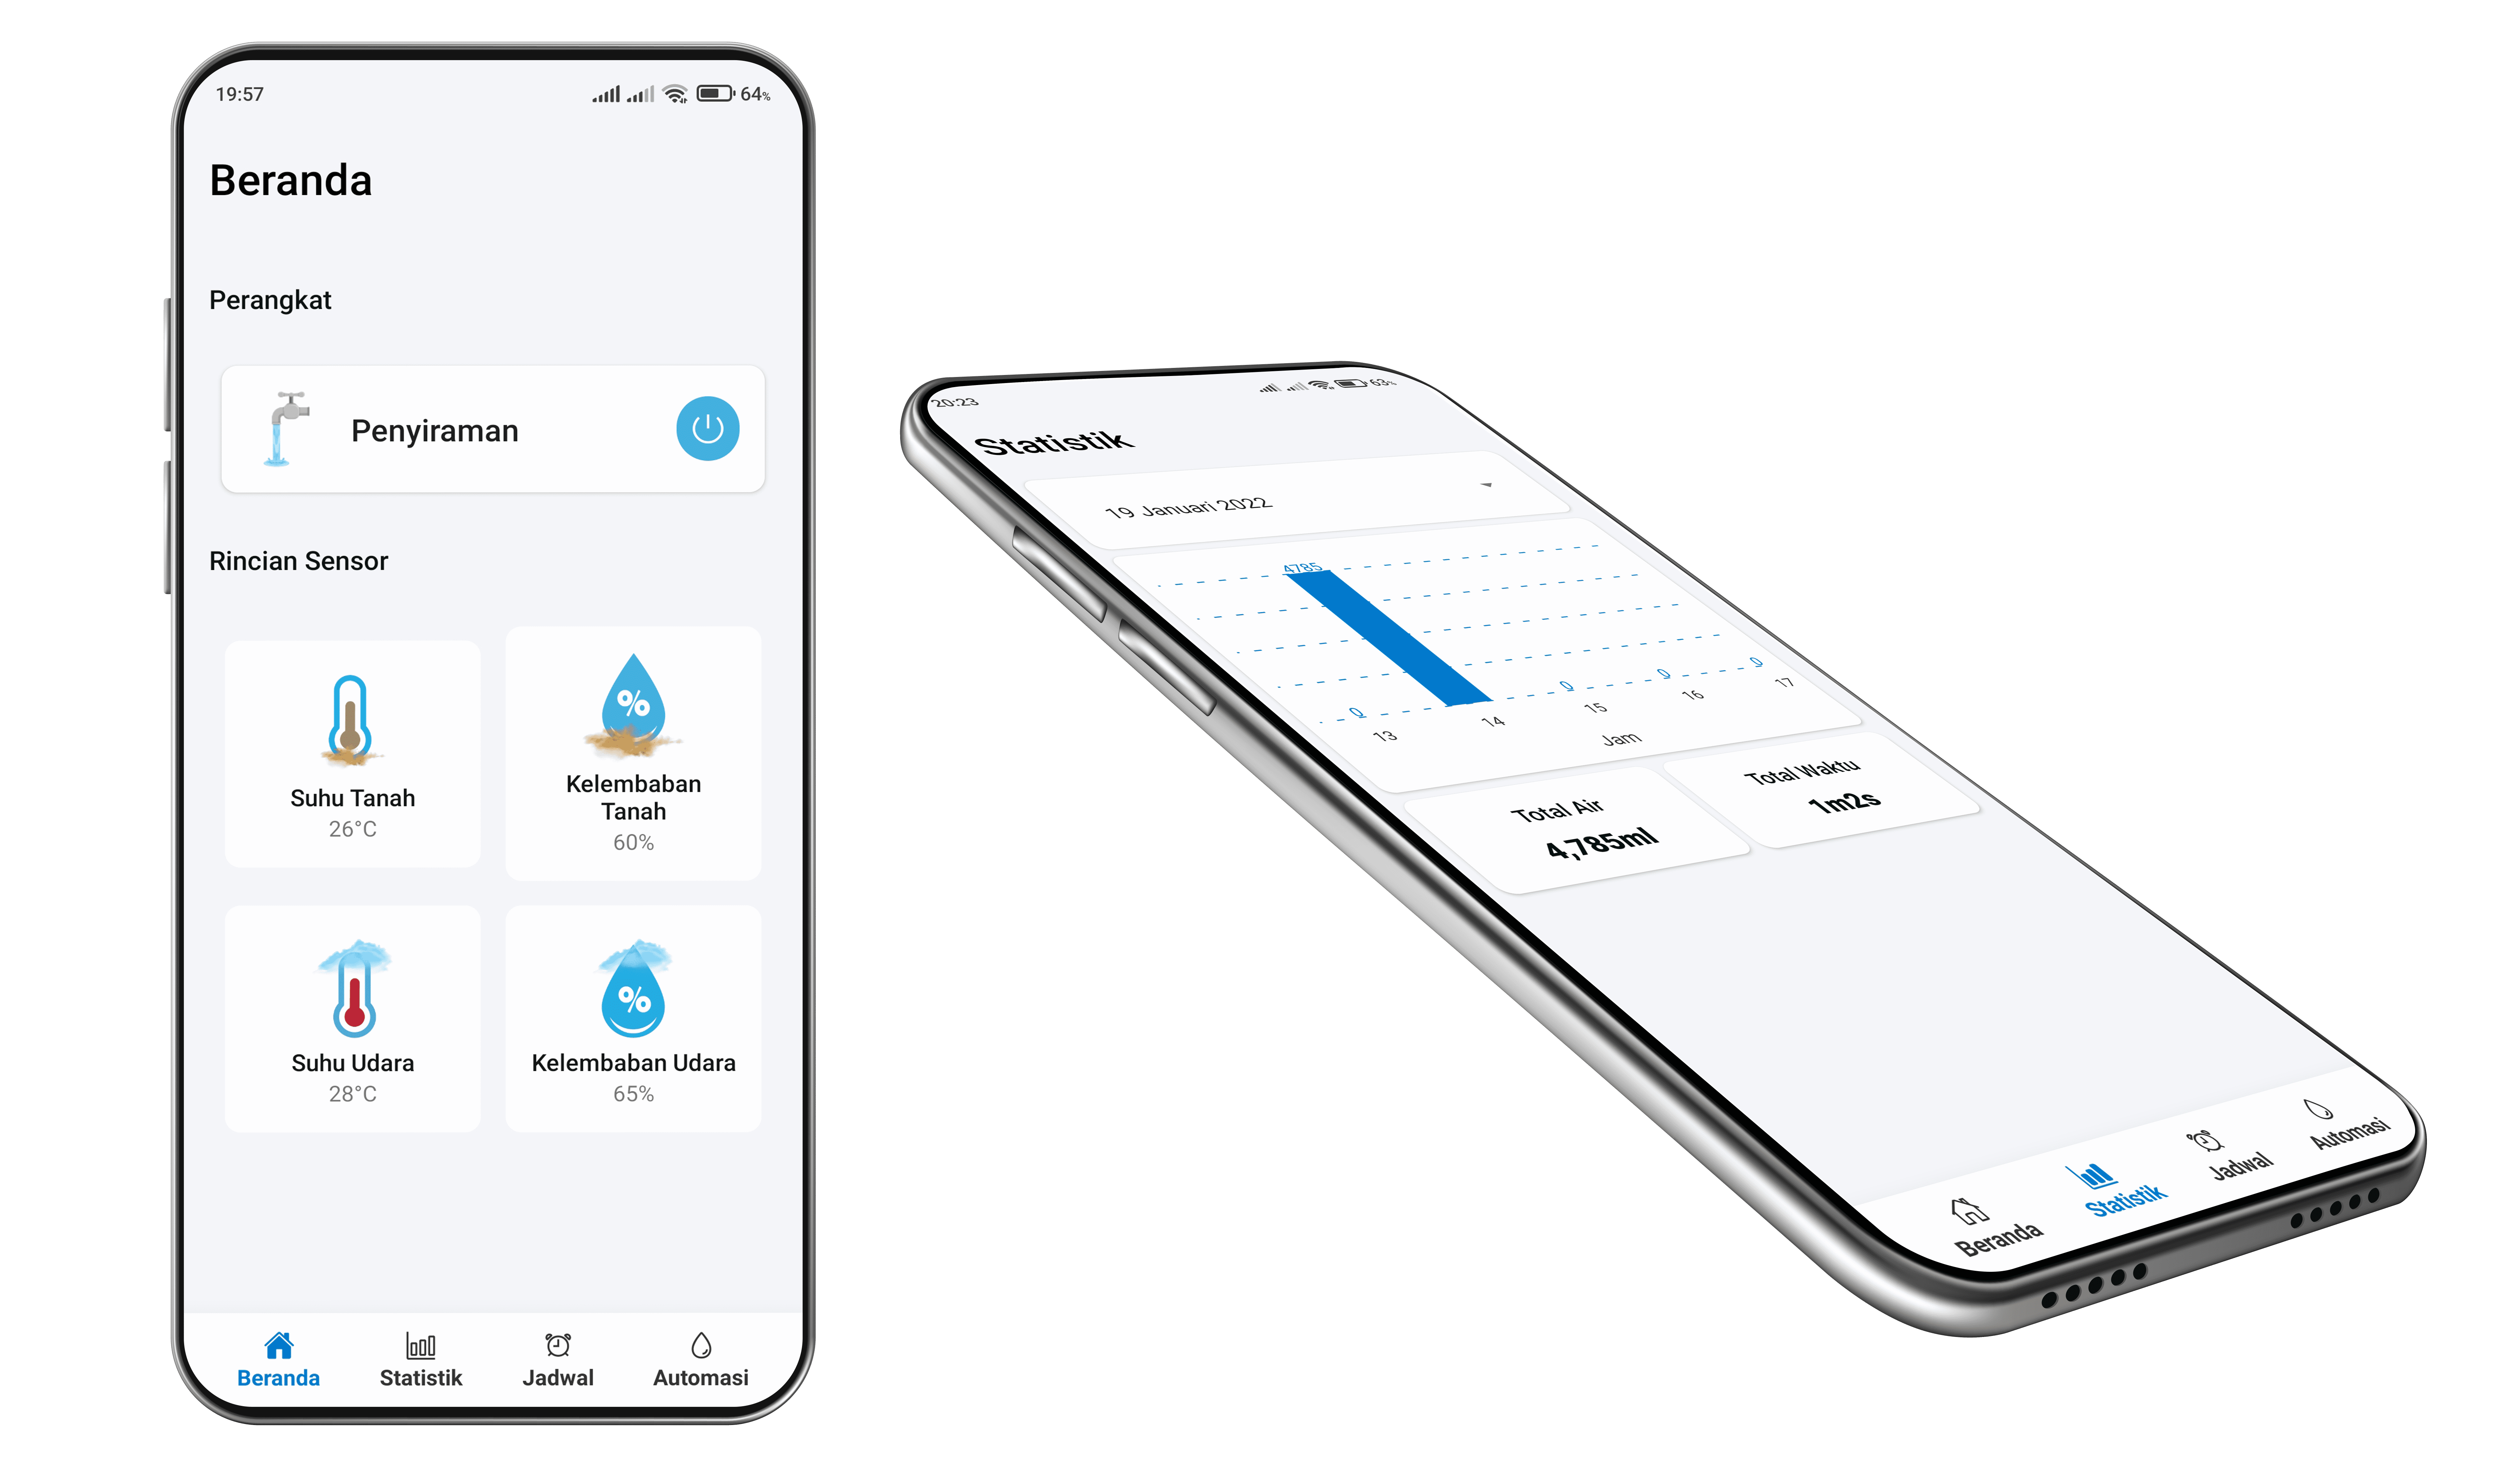 19:57 64%
Beranda
Perangkat
Penyiraman
Rincian Sensor
Suhu Tanah
26°C
Kelembaban
Tanah
60%
Suhu Udara
28°C
Kelembaban Udara
65%
Beranda Statistik Jadwal Automasi
20:23 63%
Statistik
19 Januari 2022
4785
0 0 0 0
13 14 15 16 17
Jam
Total Air
4,785ml
Total Waktu
1m2s
Beranda Statistik Jadwal Automasi